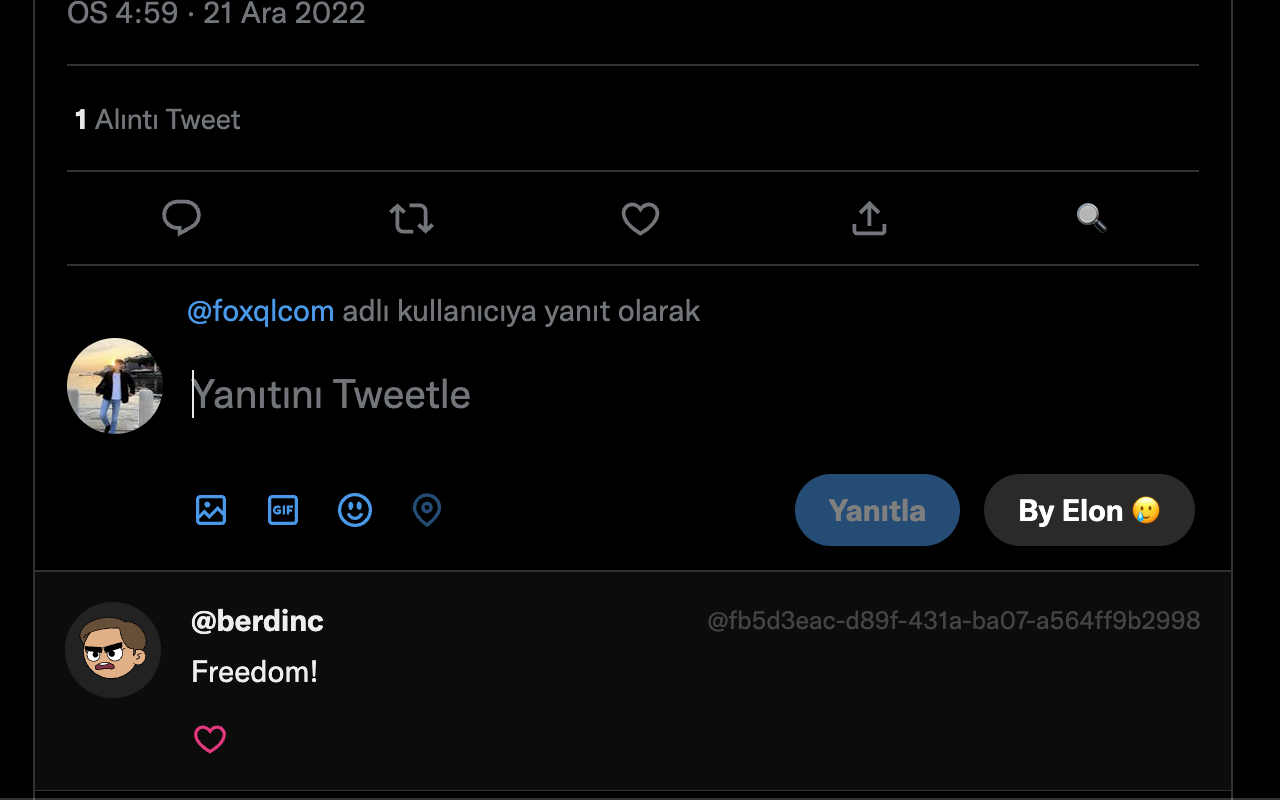 OS 4:59 · 21 Ara 2022
1 Alıntı Tweet
@foxqlcom adlı kullanıcıya yanıt olarak
Yanıtını Tweetle
GIF
Yanıtla
By Elon 🥲
@berdinc
@fb5d3eac-d89f-431a-ba07-a564ff9b2998
Freedom!